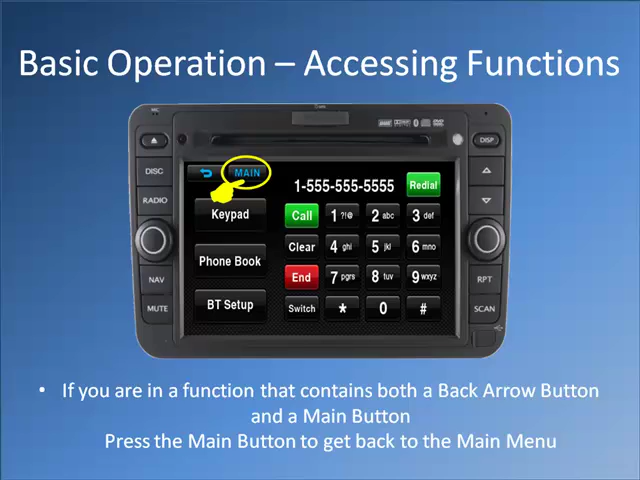 Basic Operation – Accessing Functions
DISP
DISC
MAIN
1-555-555-5555
Redial
RADIO
Keypad
Call
1 ?!@
2 abc
3 def
Clear
4 ghi
5 jkl
6 mno
Phone Book
NAV
End
7 pgrs
8 tuv
9 wxyz
RPT
MUTE
BT Setup
Switch
*
0
#
SCAN
• If you are in a function that contains both a Back Arrow Button
and a Main Button
Press the Main Button to get back to the Main Menu